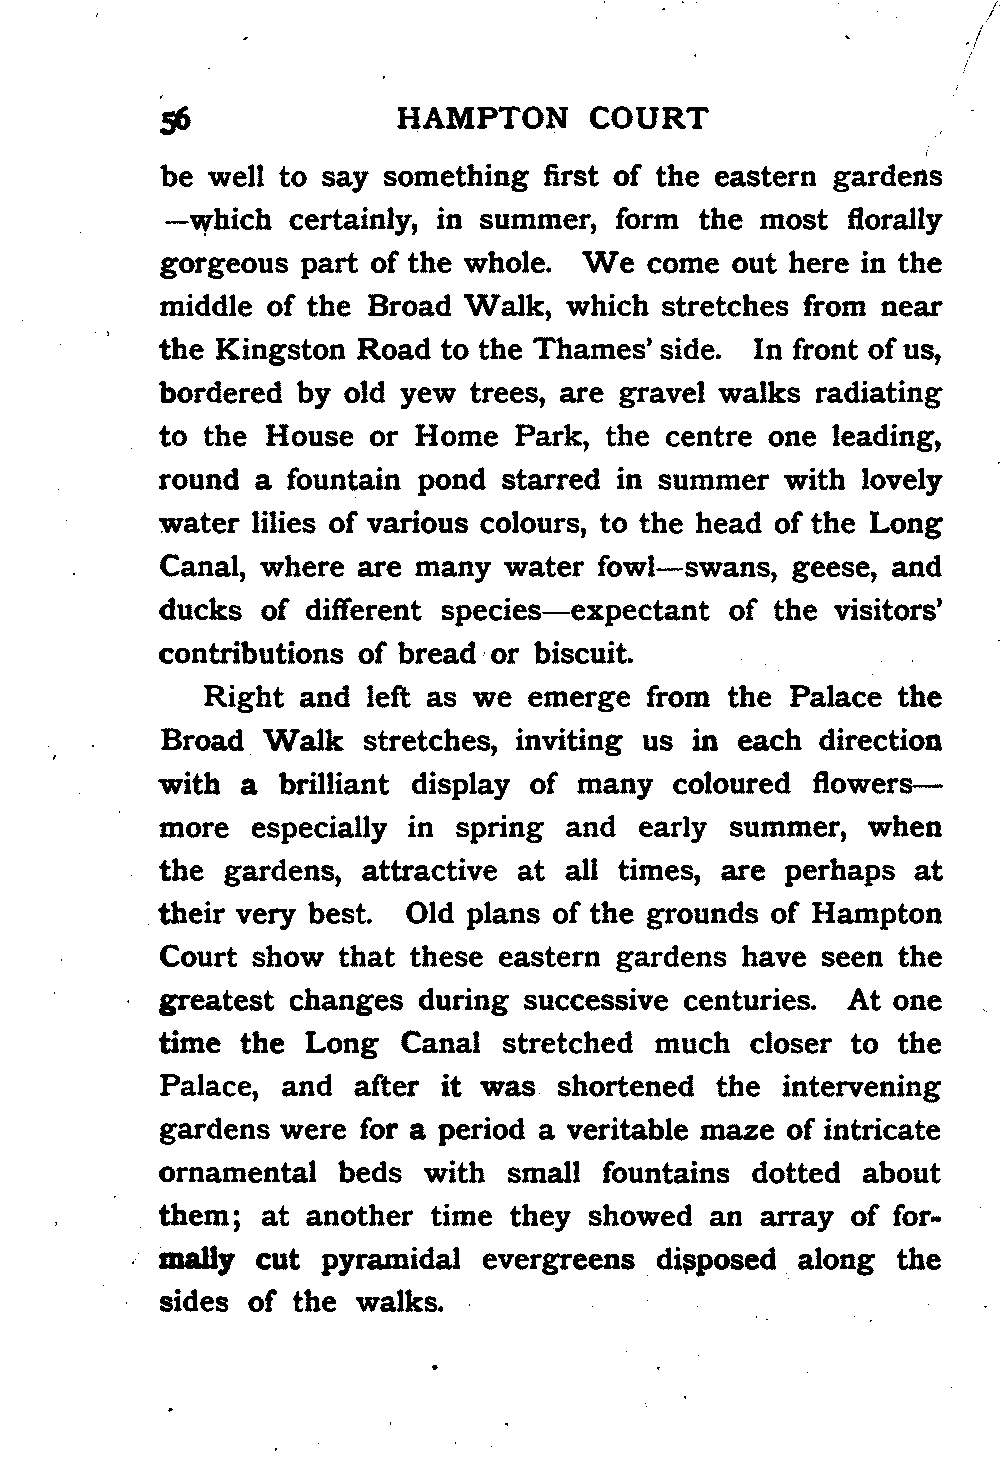 56 HAMPTON COURT
be well to say something first of the eastern gardens
—which certainly, in summer, form the most florally
gorgeous part of the whole. We come out here in the
middle of the Broad Walk, which stretches from near
the Kingston Road to the Thames' side. In front of us,
bordered by old yew trees, are gravel walks radiating
to the House or Home Park, the centre one leading,
round a fountain pond starred in summer with lovely
water lilies of various colours, to the head of the Long
Canal, where are many water fowl—swans, geese, and
ducks of different species—expectant of the visitors'
contributions of bread or biscuit.
Right and left as we emerge from the Palace the
Broad Walk stretches, inviting us in each direction
with a brilliant display of many coloured flowers—
more especially in spring and early summer, when
the gardens, attractive at all times, are perhaps at
their very best. Old plans of the grounds of Hampton
Court show that these eastern gardens have seen the
greatest changes during successive centuries. At one
time the Long Canal stretched much closer to the
Palace, and after it was shortened the intervening
gardens were for a period a veritable maze of intricate
ornamental beds with small fountains dotted about
them; at another time they showed an array of for-
mally cut pyramidal evergreens disposed along the
sides of the walks.